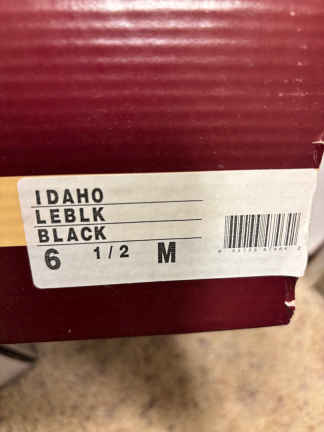 IDAHO
LEBLK
BLACK
6 1/2 M